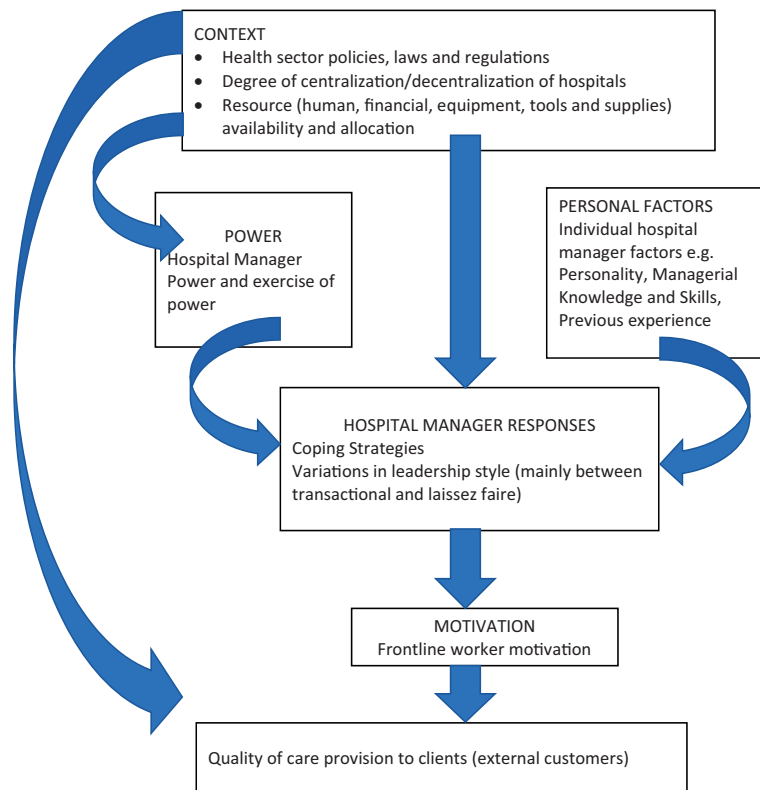 CONTEXT
• Health sector policies, laws and regulations
• Degree of centralization/decentralization of hospitals
• Resource (human, financial, equipment, tools and supplies)
availability and allocation
POWER
Hospital Manager
Power and exercise of
power
PERSONAL FACTORS
Individual hospital
manager factors e.g.
Personality, Managerial
Knowledge and Skills,
Previous experience
HOSPITAL MANAGER RESPONSES
Coping Strategies
Variations in leadership style (mainly between
transactional and laissez faire)
MOTIVATION
Frontline worker motivation
Quality of care provision to clients (external customers)